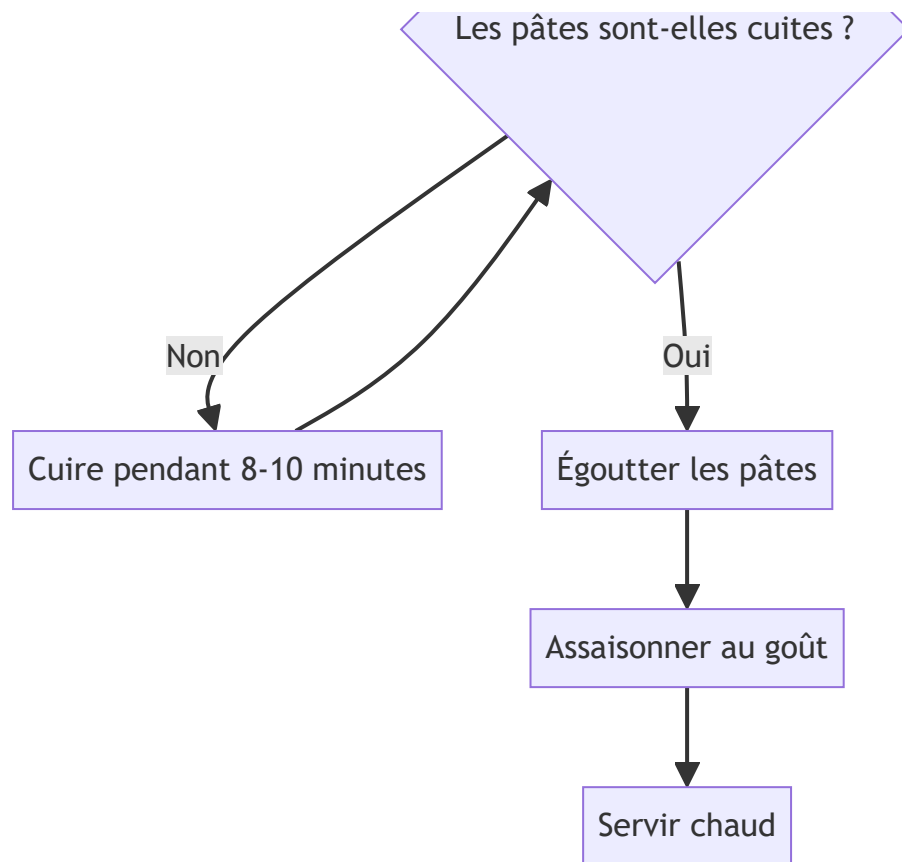 Les pâtes sont-elles cuites ?
Non
Oui
Cuire pendant 8-10 minutes
Égoutter les pâtes
Assaisonner au goût
Servir chaud